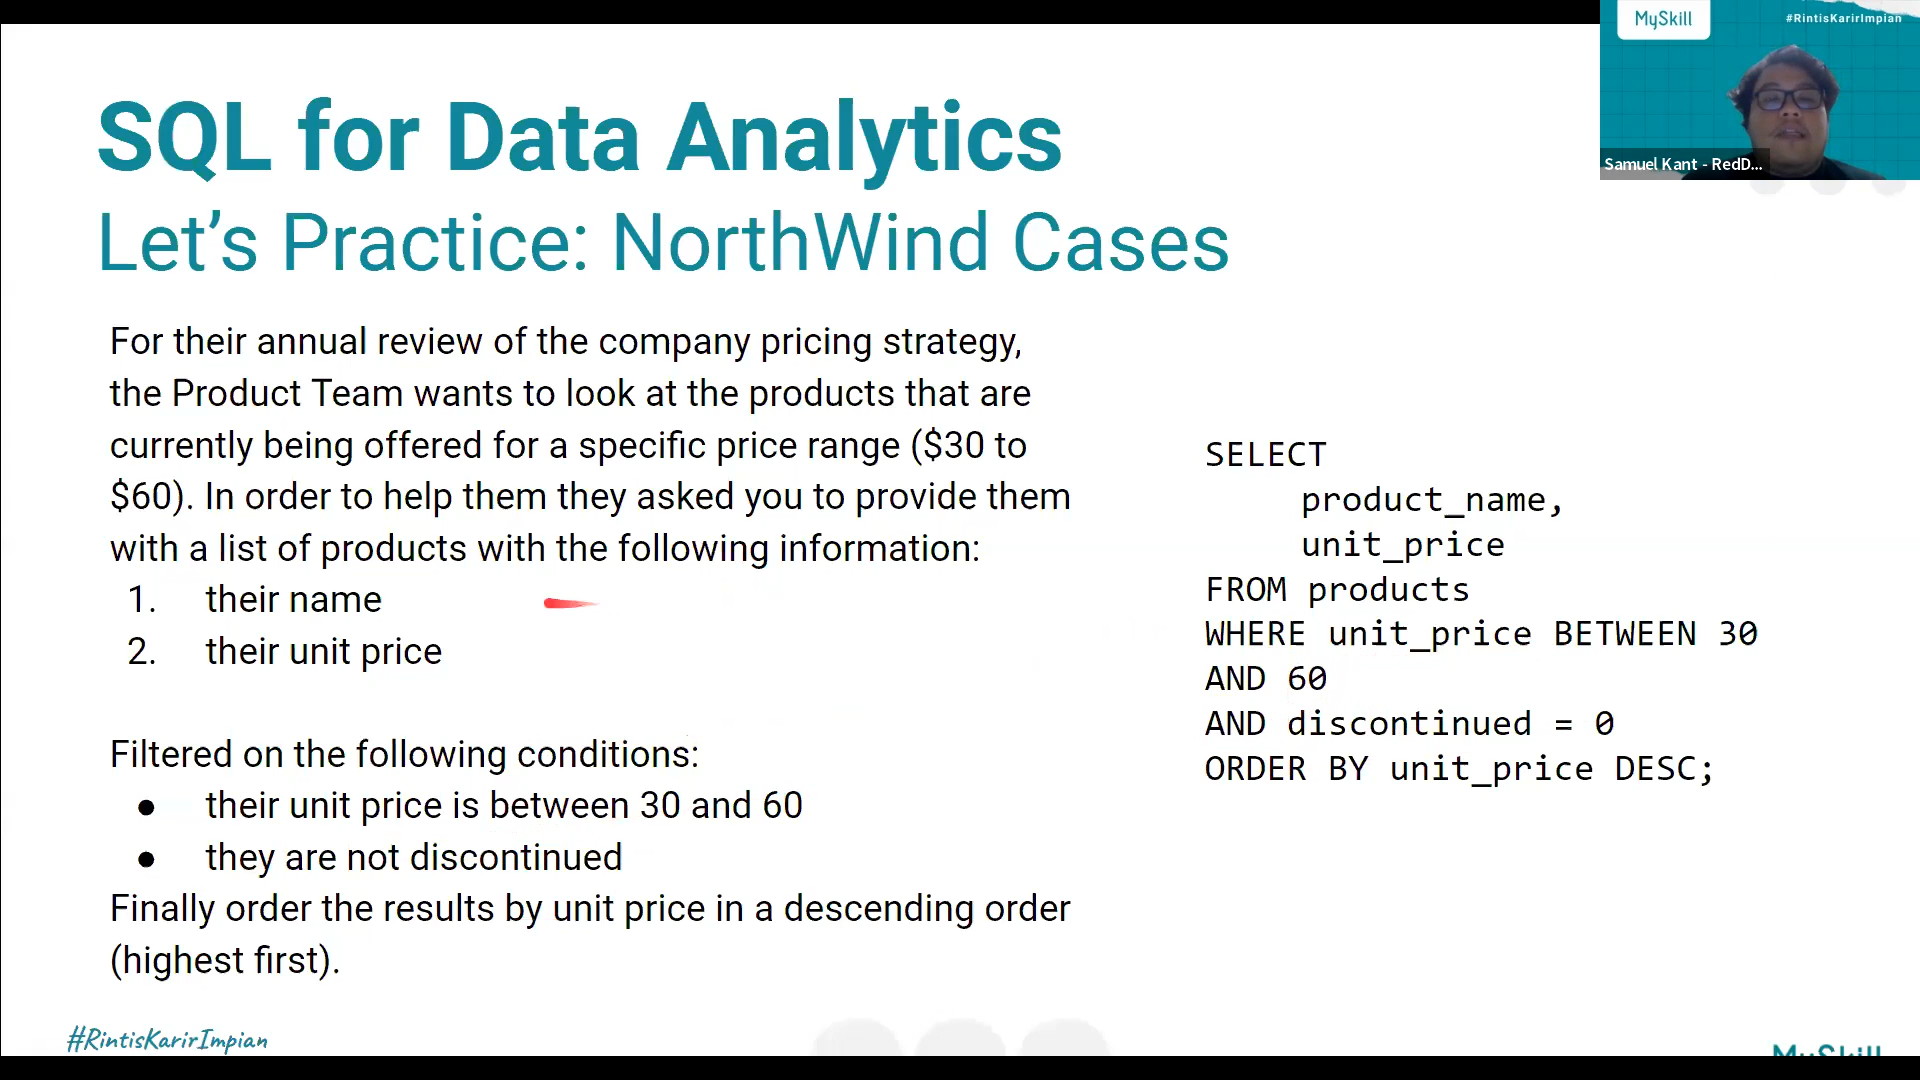 MySkill
#RintisKarirImpian
Samuel Kant - RedD...
SQL for Data Analytics
Let’s Practice: NorthWind Cases
For their annual review of the company pricing strategy,
the Product Team wants to look at the products that are
currently being offered for a specific price range ($30 to
$60). In order to help them they asked you to provide them
with a list of products with the following information:
1. their name
2. their unit price
Filtered on the following conditions:
● their unit price is between 30 and 60
● they are not discontinued
Finally order the results by unit price in a descending order
(highest first).
SELECT
product_name,
unit_price
FROM products
WHERE unit_price BETWEEN 30
AND 60
AND discontinued = 0
ORDER BY unit_price DESC;
#RintisKarirImpian
MySkill